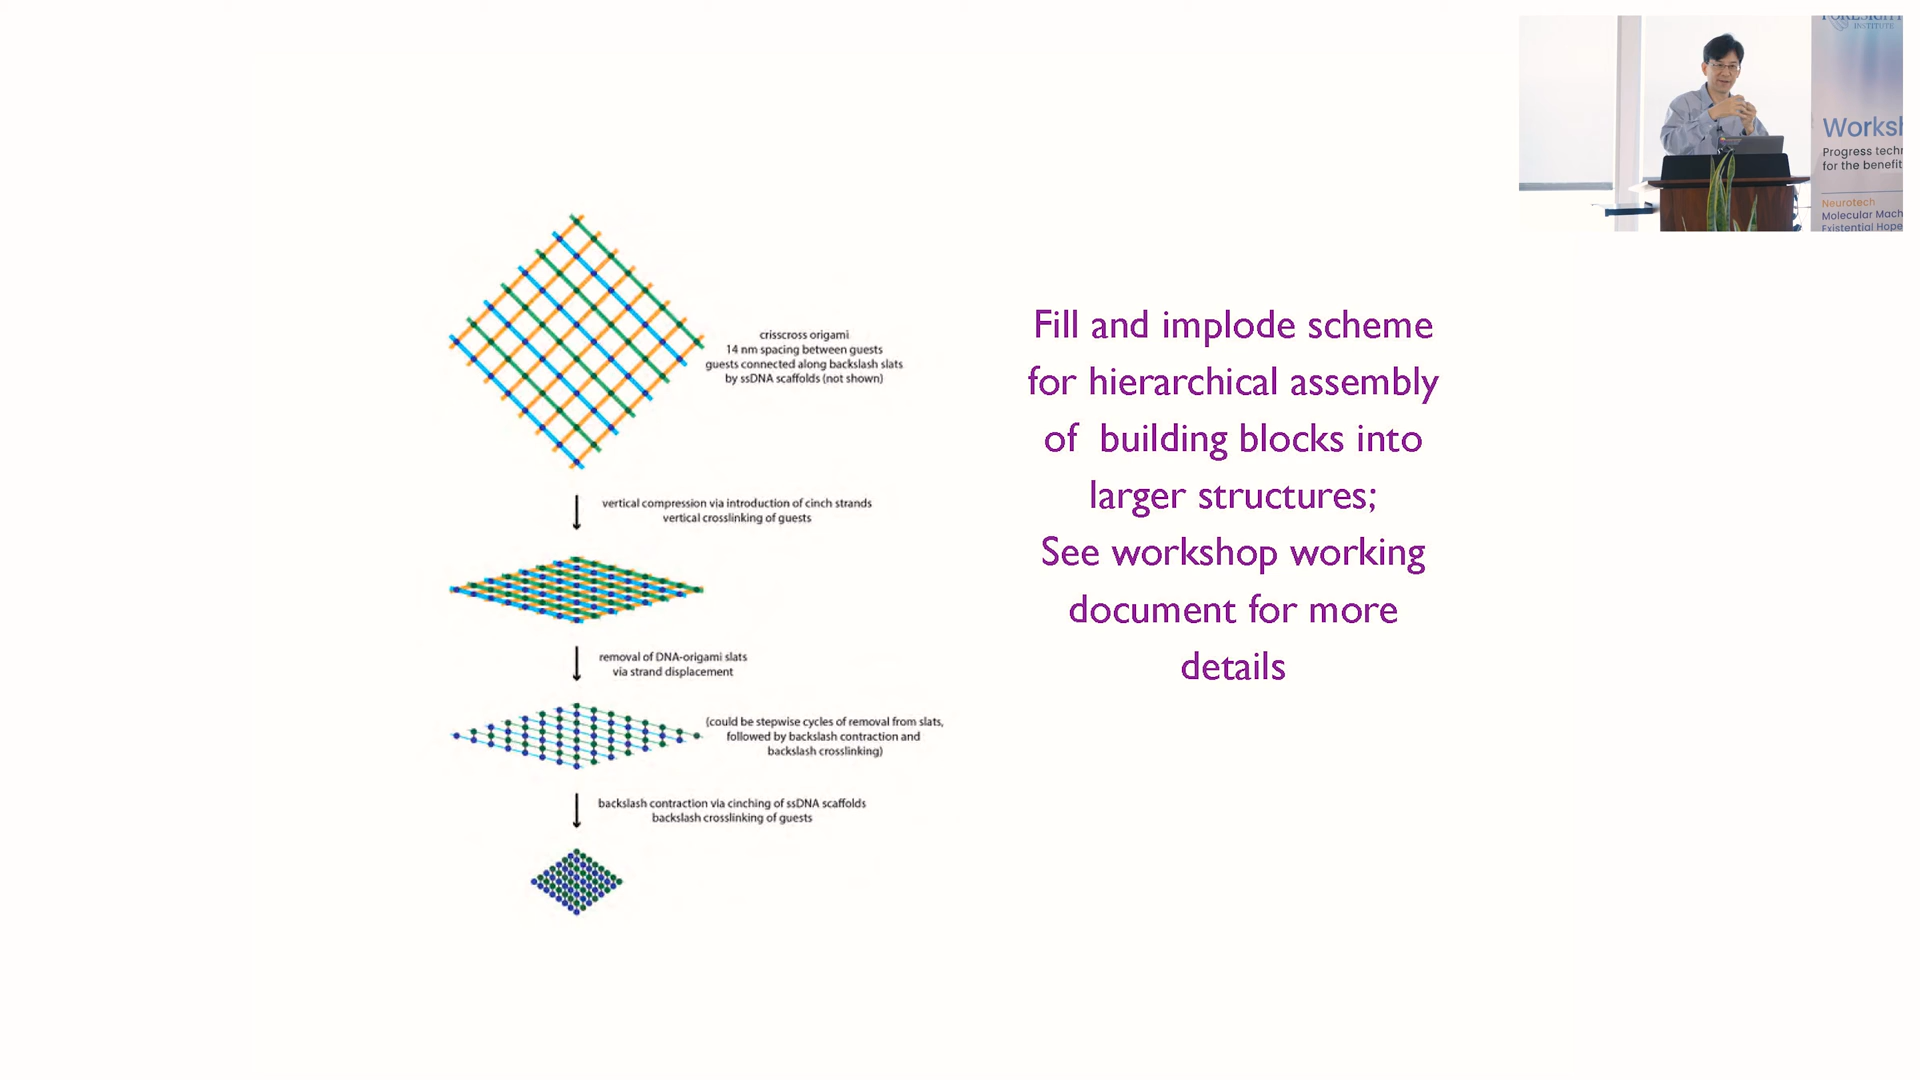 crisscross origami
14 nm spacing between guests
guests connected along backslash slats
by ssDNA scaffolds (not shown)
vertical compression via introduction of cinch strands
vertical crosslinking of guests
removal of DNA-origami slats
via strand displacement
(could be stepwise cycles of removal from slats,
followed by backslash contraction and
backslash crosslinking)
backslash contraction via cinching of ssDNA scaffolds
backslash crosslinking of guests
Fill and implode scheme
for hierarchical assembly
of building blocks into
larger structures;
See workshop working
document for more
details
INSTITUTE
Worksh
Progress techn
for the benefit
Neurotech
Molecular Mach
Existential Hope